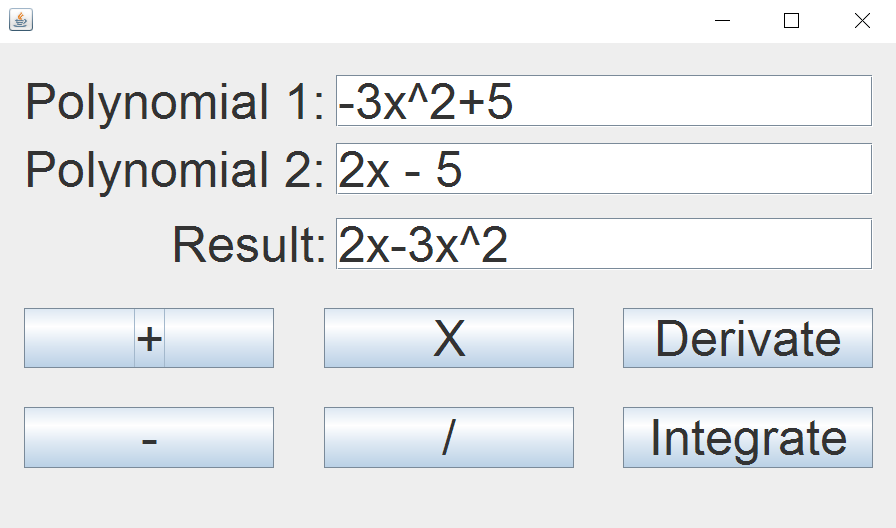 Polynomial 1: -3x^2+5
Polynomial 2: 2x - 5
Result: 2x-3x^2
+ X Derivate
- / Integrate